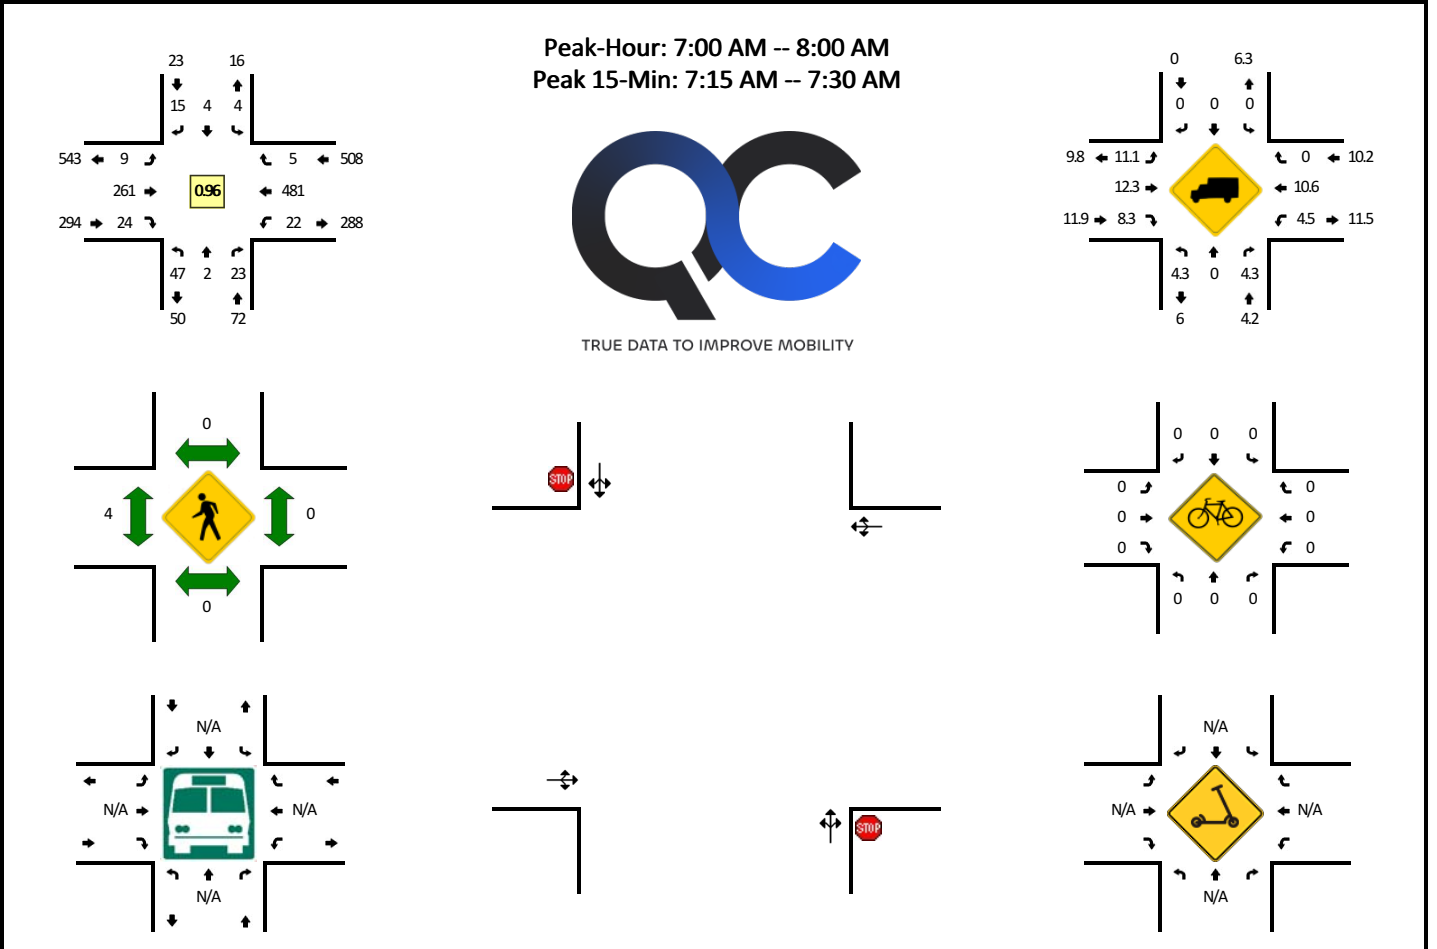 Peak-Hour: 7:00 AM -- 8:00 AM
Peak 15-Min: 7:15 AM -- 7:30 AM
23 16
15 4 4
543 9 5 508
261 0.96 481
294 24 22 288
47 2 23
50 72
TRUE DATA TO IMPROVE MOBILITY
0 6.3
0 0 0
9.8 11.1 0 10.2
12.3 10.6
11.9 8.3 4.5 11.5
4.3 0 4.3
6 4.2
0
4 0
0
STOP
STOP
0 0 0
0 0
0 0
0 0
0 0 0
N/A
N/A N/A
N/A
N/A
N/A N/A
N/A